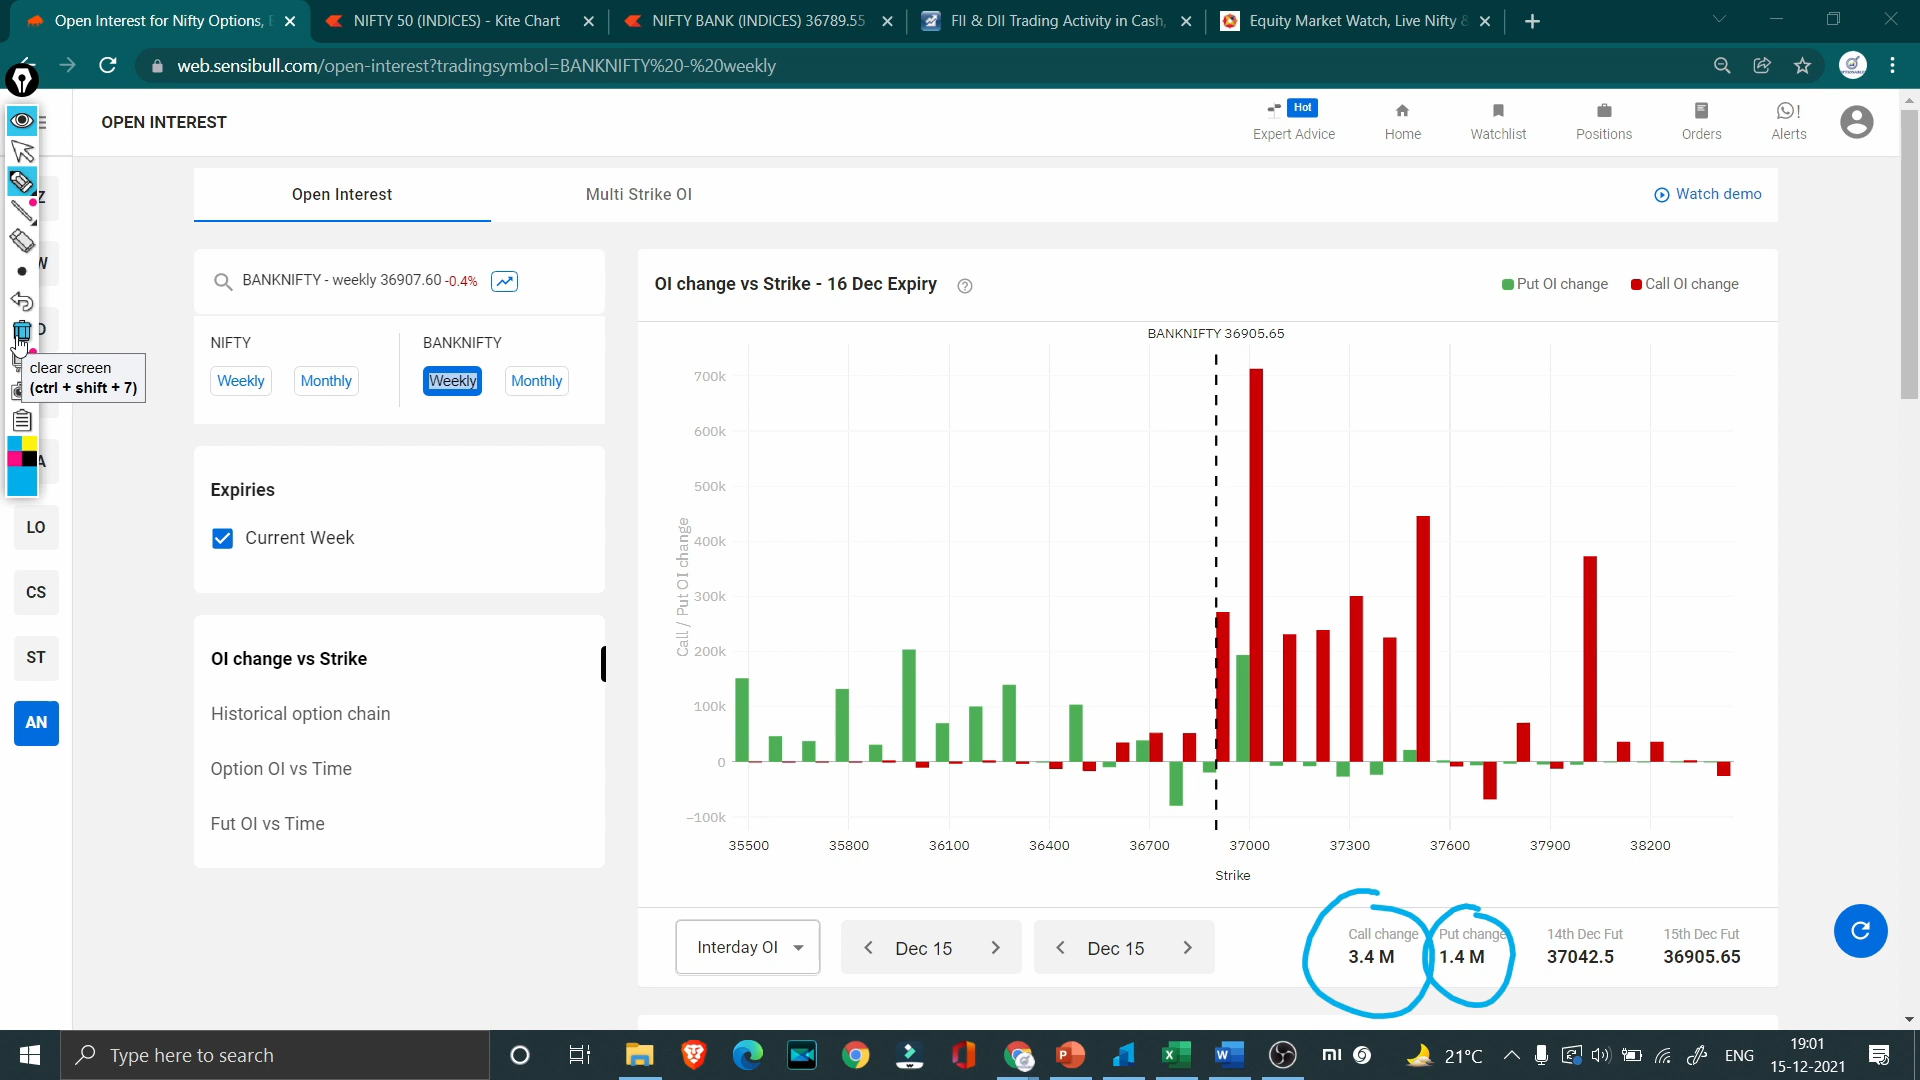 Open Interest for Nifty Options, E
NIFTY 50 (INDICES) - Kite Chart
NIFTY BANK (INDICES) 36789.55
FII & DII Trading Activity in Cash,
Equity Market Watch, Live Nifty &
web.sensibull.com/open-interest?tradingsymbol=BANKNIFTY%20-%20weekly
OPEN INTEREST
Hot
Expert Advice
Home
Watchlist
Positions
Orders
Alerts
Open Interest
Multi Strike OI
Watch demo
Z
W
O
A
LO
CS
ST
AN
clear screen
(ctrl + shift + 7)
BANKNIFTY - weekly 36907.60 -0.4%
NIFTY
BANKNIFTY
Weekly
Monthly
Weekly
Monthly
Expiries
Current Week
OI change vs Strike
Historical option chain
Option OI vs Time
Fut OI vs Time
OI change vs Strike - 16 Dec Expiry
Put OI change
Call OI change
BANKNIFTY 36905.65
Call / Put OI change
700k
600k
500k
400k
300k
200k
100k
0
−100k
35500
35800
36100
36400
36700
37000
37300
37600
37900
38200
Strike
Interday OI
Dec 15
Dec 15
Call change
3.4 M
Put change
1.4 M
14th Dec Fut
37042.5
15th Dec Fut
36905.65
Type here to search
21°C
ENG
19:01
15-12-2021